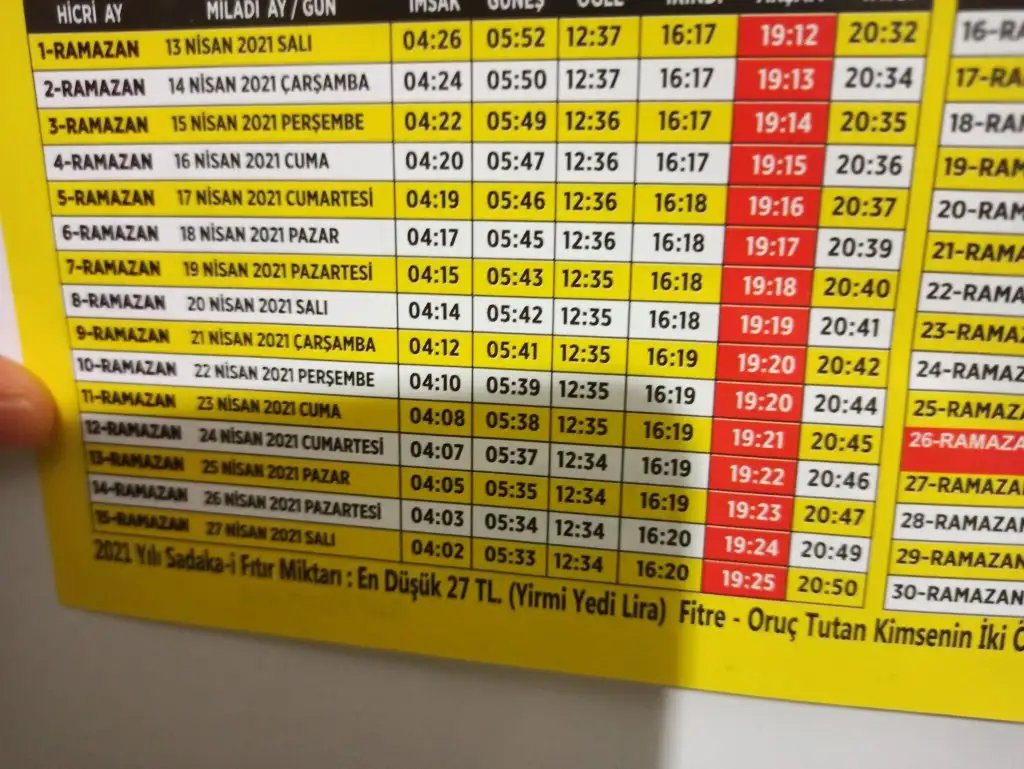 HİCRİ AY MİLADİ AY / GÜN İMSAK GÜNEŞ ÖĞLE İKİNDİ
1-RAMAZAN 13 NİSAN 2021 SALI 04:26 05:52 12:37 16:17 19:12 20:32
2-RAMAZAN 14 NİSAN 2021 ÇARŞAMBA 04:24 05:50 12:37 16:17 19:13 20:34
3-RAMAZAN 15 NİSAN 2021 PERŞEMBE 04:22 05:49 12:36 16:17 19:14 20:35
4-RAMAZAN 16 NİSAN 2021 CUMA 04:20 05:47 12:36 16:17 19:15 20:36
5-RAMAZAN 17 NİSAN 2021 CUMARTESİ 04:19 05:46 12:36 16:18 19:16 20:37
6-RAMAZAN 18 NİSAN 2021 PAZAR 04:17 05:45 12:36 16:18 19:17 20:39
7-RAMAZAN 19 NİSAN 2021 PAZARTESİ 04:15 05:43 12:35 16:18 19:18 20:40
8-RAMAZAN 20 NİSAN 2021 SALI 04:14 05:42 12:35 16:18 19:19 20:41
9-RAMAZAN 21 NİSAN 2021 ÇARŞAMBA 04:12 05:41 12:35 16:19 19:20 20:42
10-RAMAZAN 22 NİSAN 2021 PERŞEMBE 04:10 05:39 12:35 16:19 19:20 20:44
11-RAMAZAN 23 NİSAN 2021 CUMA 04:08 05:38 12:35 16:19 19:21 20:45
12-RAMAZAN 24 NİSAN 2021 CUMARTESİ 04:07 05:37 12:34 16:19 19:22 20:46
13-RAMAZAN 25 NİSAN 2021 PAZAR 04:05 05:35 12:34 16:19 19:23 20:47
14-RAMAZAN 26 NİSAN 2021 PAZARTESİ 04:03 05:34 12:34 16:20 19:24 20:49
15-RAMAZAN 27 NİSAN 2021 SALI 04:02 05:33 12:34 16:20 19:25 20:50
2021 Yılı Sadaka-i Fıtır Miktarı : En Düşük 27 TL. (Yirmi Yedi Lira) Fitre - Oruç Tutan Kimsenin İki Ö
16-RA
17-RAM
18-RA
19-RAM
20-RAM
21-RAMA
22-RAMA
23-RAMA
24-RAMAZ
25-RAMAZ
26-RAMAZA
27-RAMAZA
28-RAMAZAN
29-RAMAZAN
30-RAMAZAN